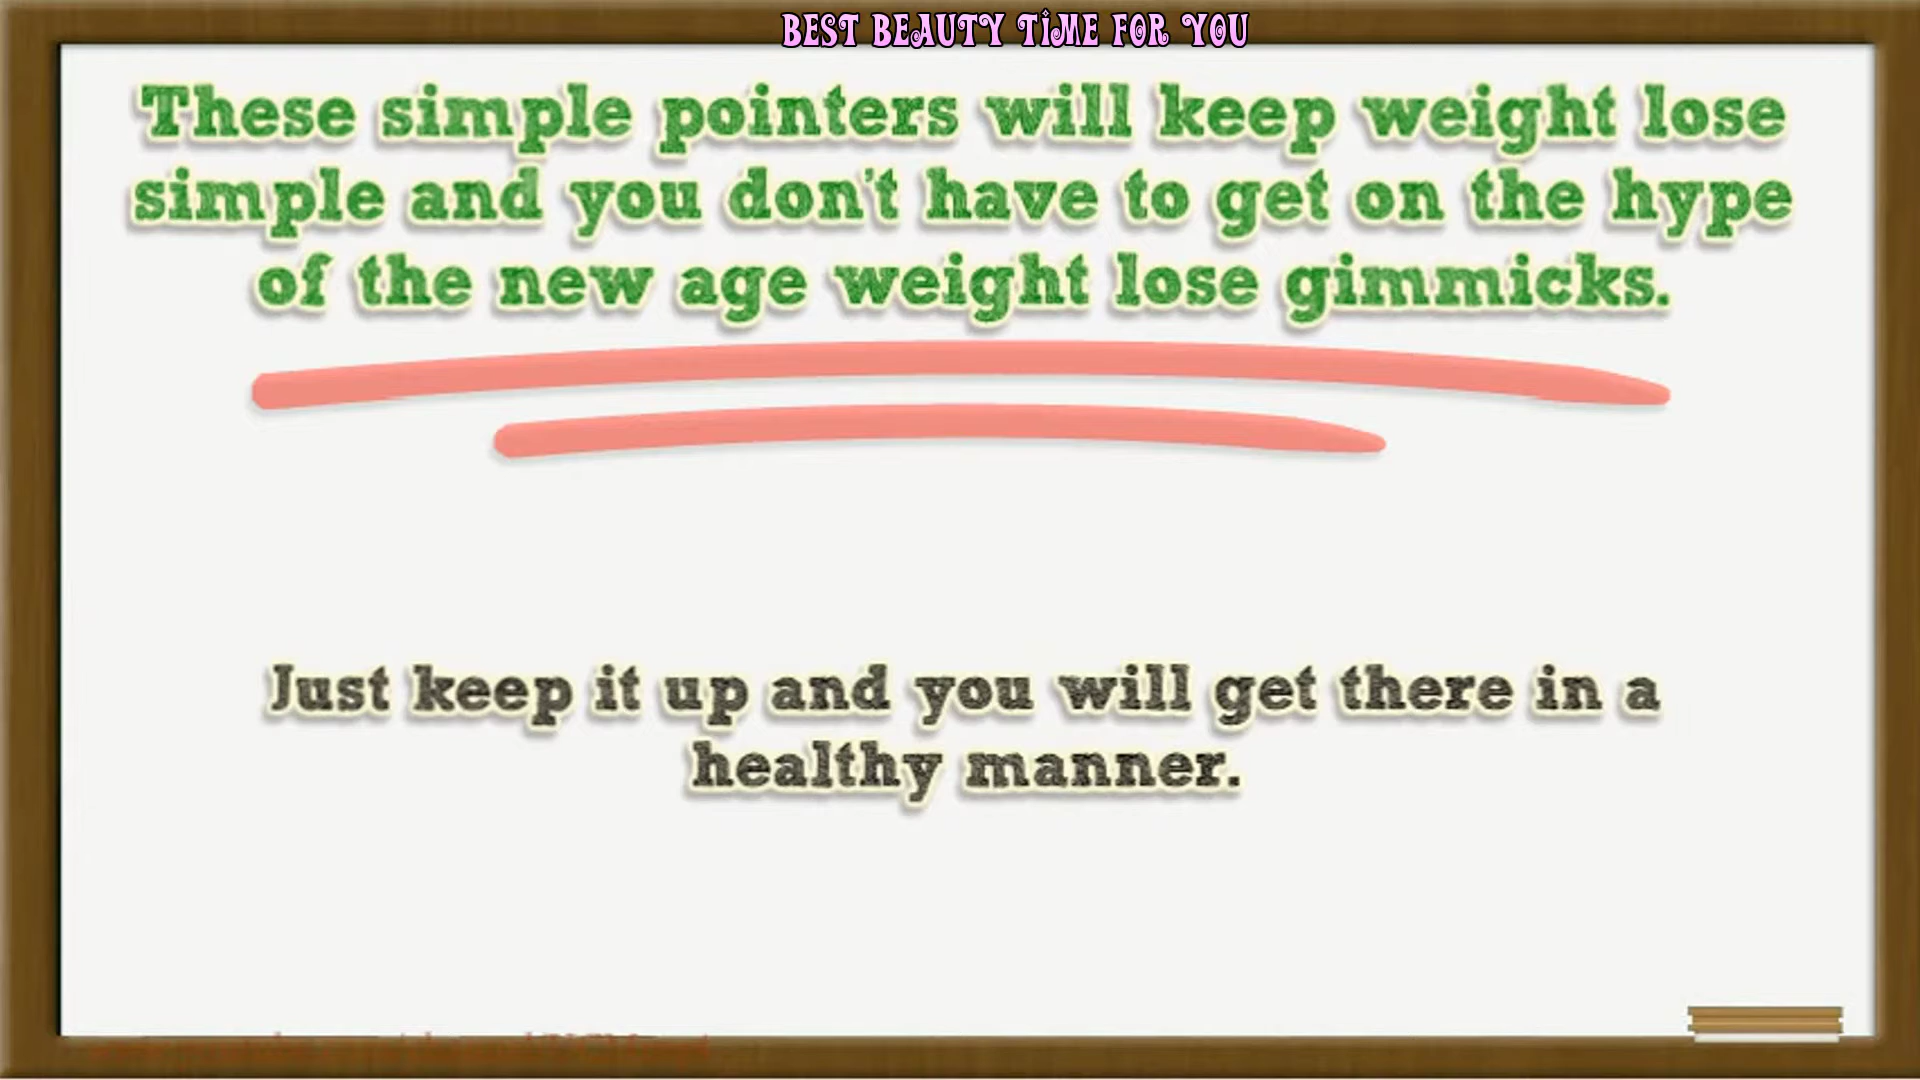 BEST BEAUTY TIME FOR YOU
These simple pointers will keep weight lose
simple and you don't have to get on the hype
of the new age weight lose gimmicks.
Just keep it up and you will get there in a
healthy manner.